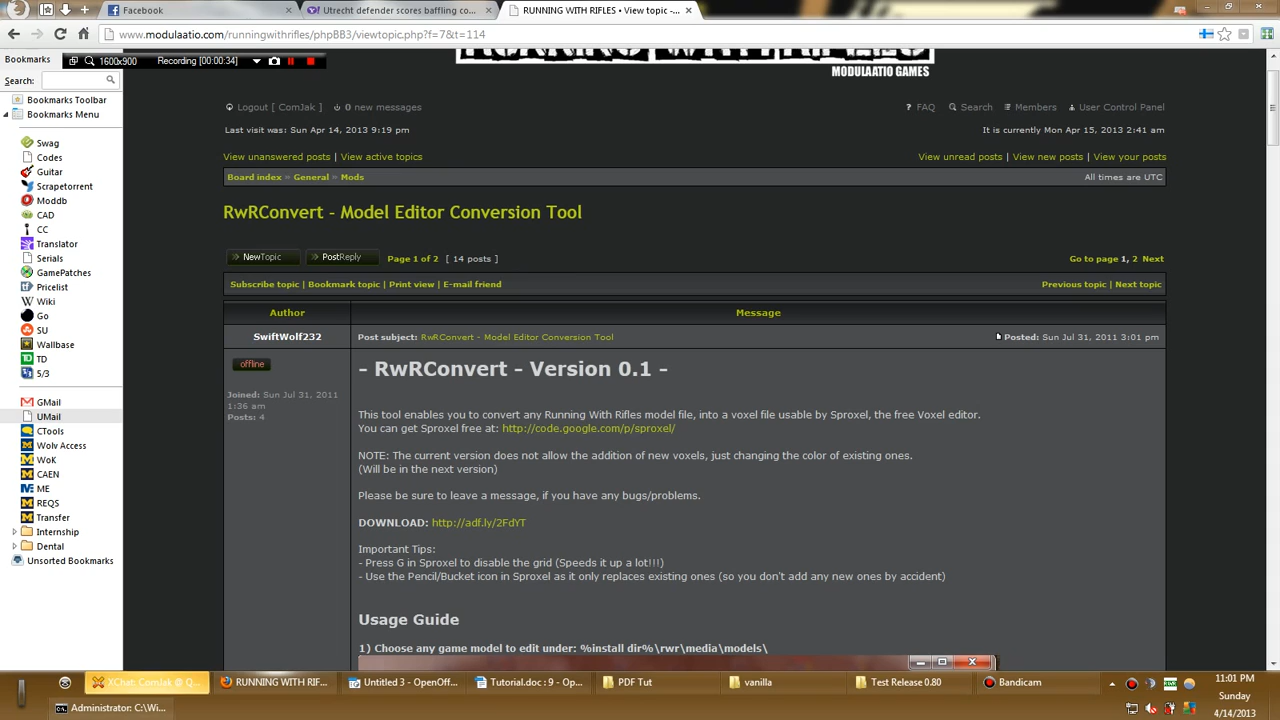 Facebook
Utrecht defender scores baffling co...
RUNNING WITH RIFLES • View topic -...
www.modulaatio.com/runningwithrifles/phpBB3/viewtopic.php?f=7&t=114
Bookmarks
1600x900
Recording [00:00:34]
MODULAATIO GAMES
Search:
Bookmarks Toolbar
Bookmarks Menu
Swag
Codes
Guitar
Scrapetorrent
Moddb
CAD
CC
Translator
Serials
GamePatches
Pricelist
Wiki
Go
SU
Wallbase
TD
5/3
GMail
UMail
CTools
Wolv Access
WoK
CAEN
ME
REQS
Transfer
Internship
Dental
Unsorted Bookmarks
Logout [ ComJak ]
0 new messages
FAQ
Search
Members
User Control Panel
Last visit was: Sun Apr 14, 2013 9:19 pm
It is currently Mon Apr 15, 2013 2:41 am
View unanswered posts | View active topics
View unread posts | View new posts | View your posts
Board index » General » Mods
All times are UTC
RwRConvert - Model Editor Conversion Tool
NewTopic
PostReply
Page 1 of 2 [ 14 posts ]
Go to page 1, 2 Next
Subscribe topic | Bookmark topic | Print view | E-mail friend
Previous topic | Next topic
Author
Message
SwiftWolf232
Post subject: RwRConvert - Model Editor Conversion Tool
Posted: Sun Jul 31, 2011 3:01 pm
offline
Joined: Sun Jul 31, 2011
1:36 am
Posts: 4
- RwRConvert - Version 0.1 -
This tool enables you to convert any Running With Rifles model file, into a voxel file usable by Sproxel, the free Voxel editor.
You can get Sproxel free at: http://code.google.com/p/sproxel/
NOTE: The current version does not allow the addition of new voxels, just changing the color of existing ones.
(Will be in the next version)
Please be sure to leave a message, if you have any bugs/problems.
DOWNLOAD: http://adf.ly/2FdYT
Important Tips:
- Press G in Sproxel to disable the grid (Speeds it up a lot!!!)
- Use the Pencil/Bucket icon in Sproxel as it only replaces existing ones (so you don't add any new ones by accident)
Usage Guide
1) Choose any game model to edit under: %install dir%\rwr\media\models\
XChat: ComJak @ Q...
RUNNING WITH RIF...
Untitled 3 - OpenOff...
Tutorial.doc : 9 - Op...
PDF Tut
vanilla
Test Release 0.80
Bandicam
Administrator: C:\Wi...
11:01 PM
Sunday
4/14/2013